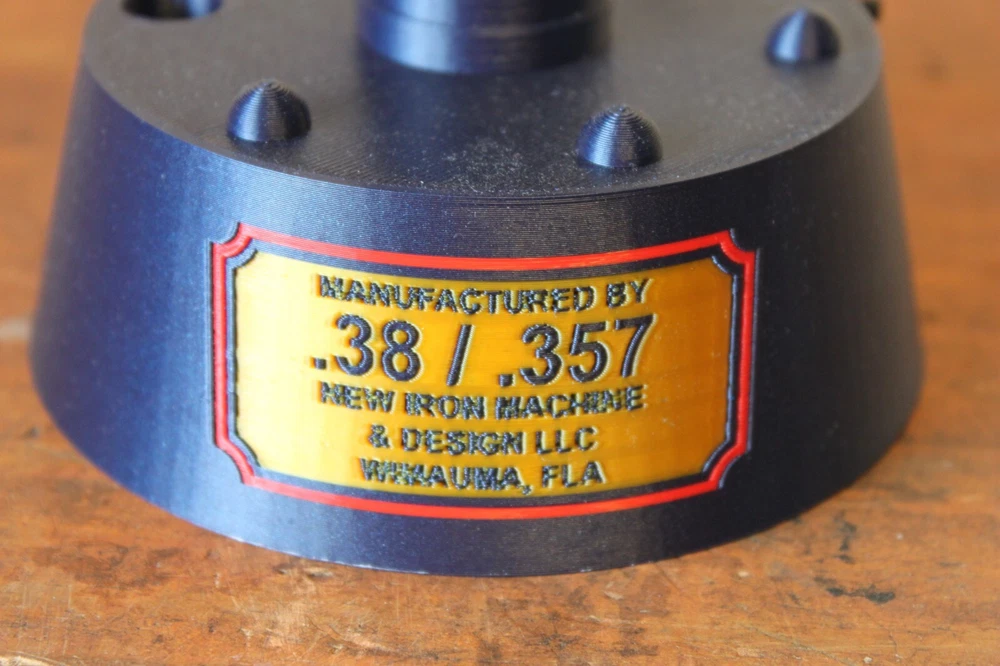 MANUFACTURED BY
.38 / .357
NEW IRON MACHINE
& DESIGN LLC
WIMAUMA, FLA